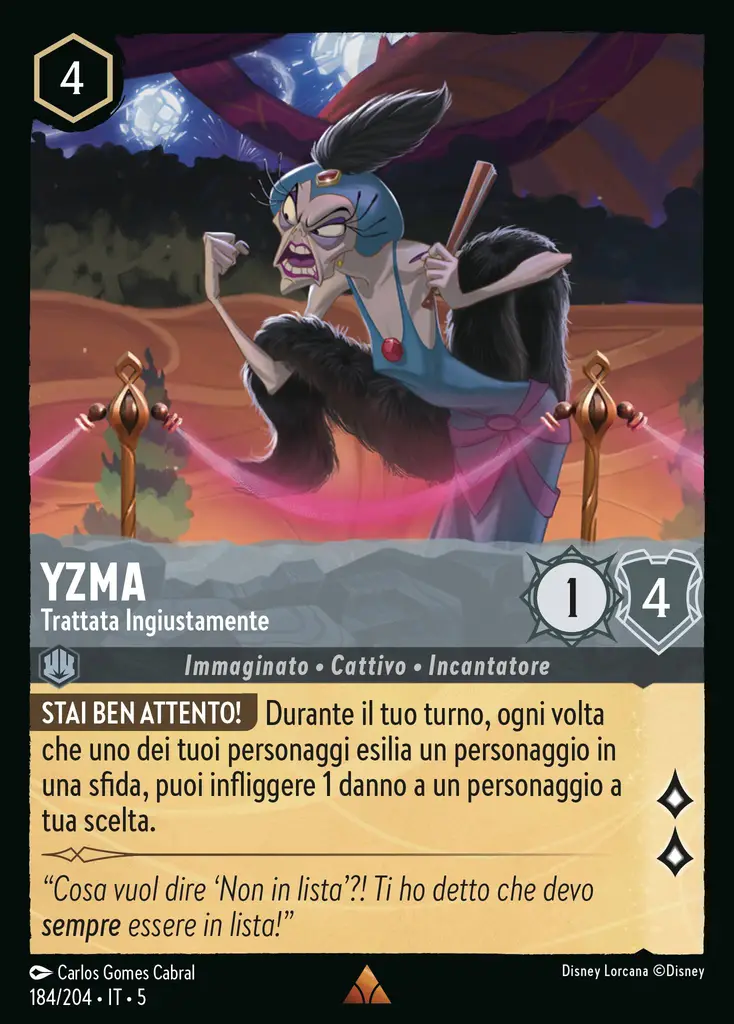 4
YZMA
Trattata Ingiustamente
1
4
Immaginato • Cattivo • Incantatore
STAI BEN ATTENTO! Durante il tuo turno, ogni volta
che uno dei tuoi personaggi esilia un personaggio in
una sfida, puoi infliggere 1 danno a un personaggio a
tua scelta.
“Cosa vuol dire ‘Non in lista’?! Ti ho detto che devo
sempre essere in lista!”
Carlos Gomes Cabral
Disney Lorcana ©Disney
184/204 • IT • 5